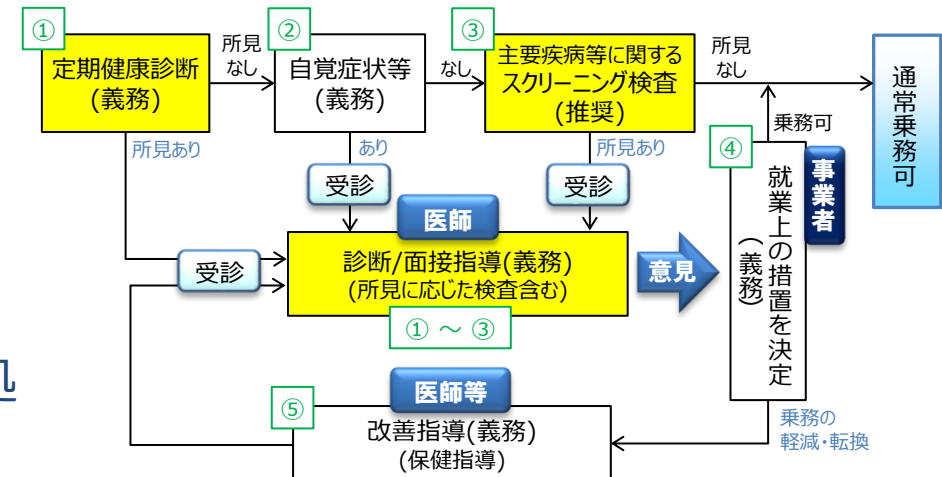 ①
定期健康診断
(義務)
所見
なし
②
自覚症状等
(義務)
なし
③
主要疾病等に関する
スクリーニング検査
(推奨)
所見
なし
通常乗務可
所見あり
あり
所見あり
乗務可
受診
受診
④
事業者
就業上の措置を決定
(義務)
医師
診断/面接指導(義務)
(所見に応じた検査含む)
受診
意見
① ～ ③
処
医師等
⑤
改善指導(義務)
(保健指導)
乗務の
軽減・転換